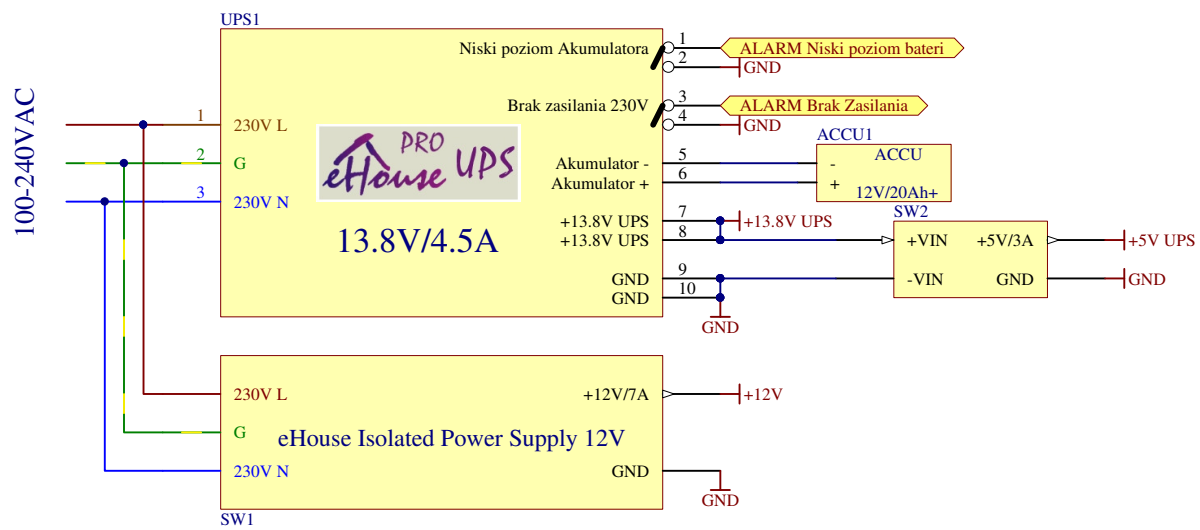 UPS1
Niski poziom Akumulatora
1
ALARM Niski poziom bateri
2
GND
Brak zasilania 230V
3
ALARM Brak Zasilania
4
GND
100-240VAC
1
230V L
2
G
3
230V N
PRO
eHouse UPS
13.8V/4.5A
Akumulator -
5
Akumulator +
6
ACCU1
-
ACCU
+
12V/20Ah+
+13.8V UPS
7
+13.8V UPS
+13.8V UPS
8
GND
9
GND
10
GND
SW2
+VIN
+5V/3A
+5V UPS
-VIN
GND
GND
230V L
+12V/7A
+12V
G
eHouse Isolated Power Supply 12V
230V N
GND
GND
SW1